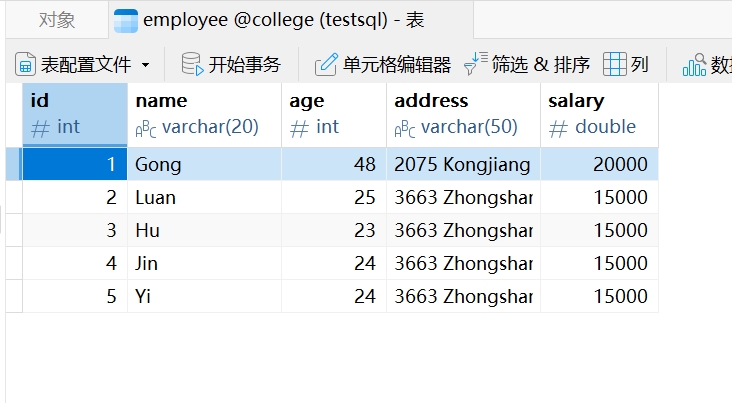 对象 employee @college (testsql) - 表
表配置文件 开始事务 单元格编辑器 筛选 & 排序 列
id name age address salary
# int ABC varchar(20) # int ABC varchar(50) # double
1 Gong 48 2075 Kongjiang 20000
2 Luan 25 3663 Zhongshar 15000
3 Hu 23 3663 Zhongshar 15000
4 Jin 24 3663 Zhongshar 15000
5 Yi 24 3663 Zhongshar 15000